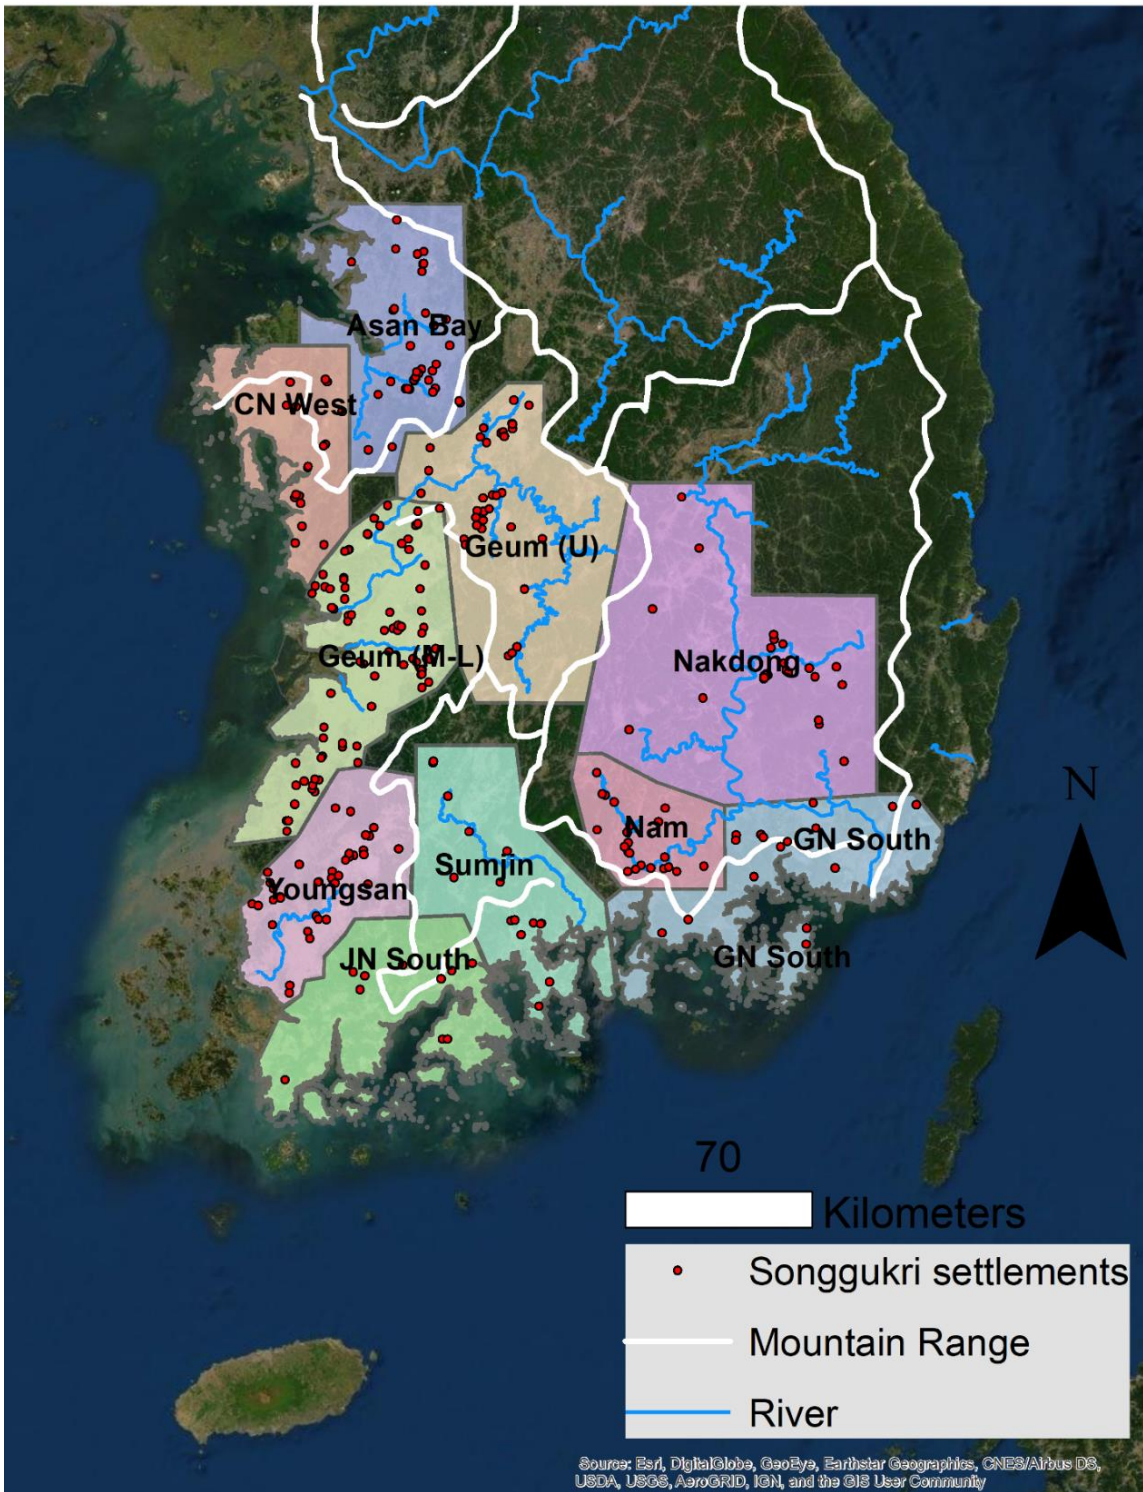 Asan Bay
CN West
Geum (U)
Geum (M-L)
Nakdong
Nam
GN South
Sumjin
Youngsan
JN South
GN South
N
70
Kilometers
Songgukri settlements
Mountain Range
River
Source: Esri, DigitalGlobe, GeoEye, Earthstar Geographics, CNES/Airbus DS,
USDA, USGS, AeroGRID, IGN, and the GIS User Community